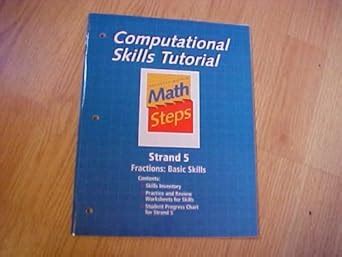 Computational
Skills Tutorial
Math
Steps
Strand 5
Fractions: Basic Skills
Contents:
Skills Inventory
Practice and Review
Worksheets for Skills
Student Progress Chart
for Strand 5